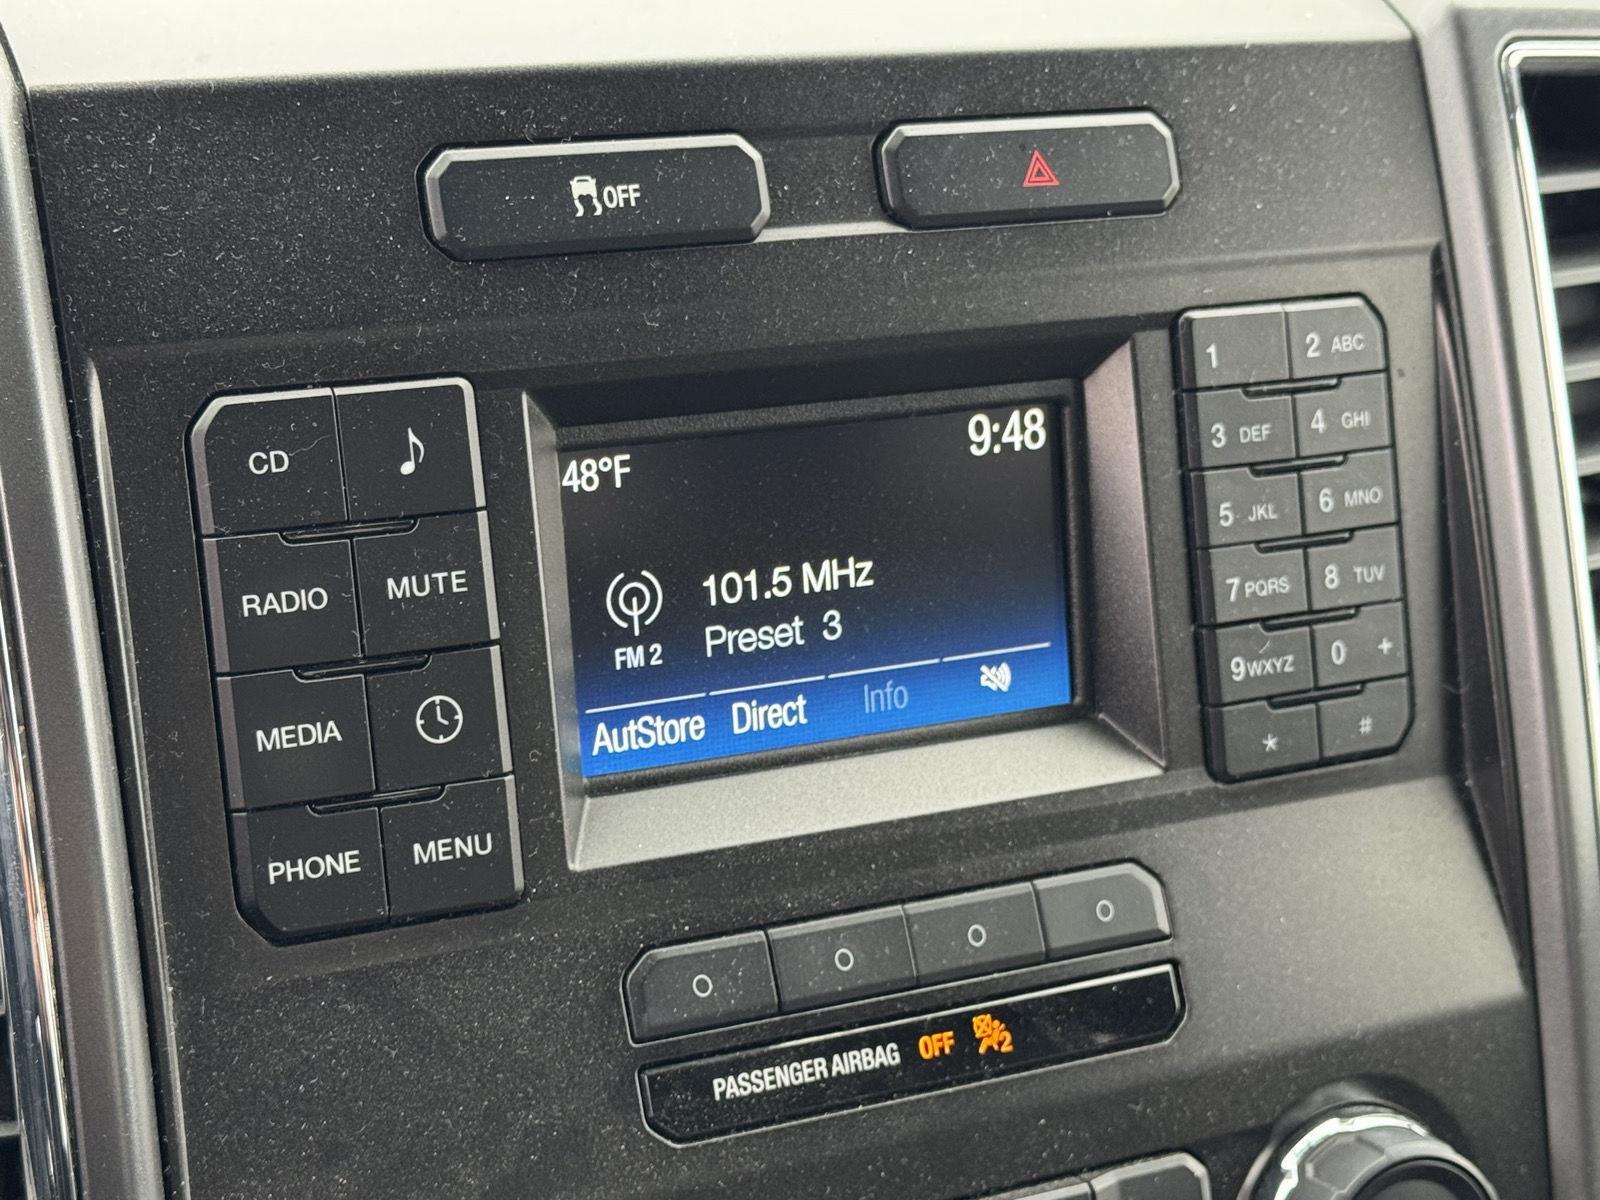 OFF
48°F
9:48
101.5 MHz
FM 2
Preset 3
AutStore Direct Info
CD
RADIO MUTE
MEDIA
PHONE MENU
1 2 ABC
3 DEF 4 GHI
5 JKL 6 MNO
7 PQRS 8 TUV
9 WXYZ 0 +
* #
PASSENGER AIRBAG OFF 2